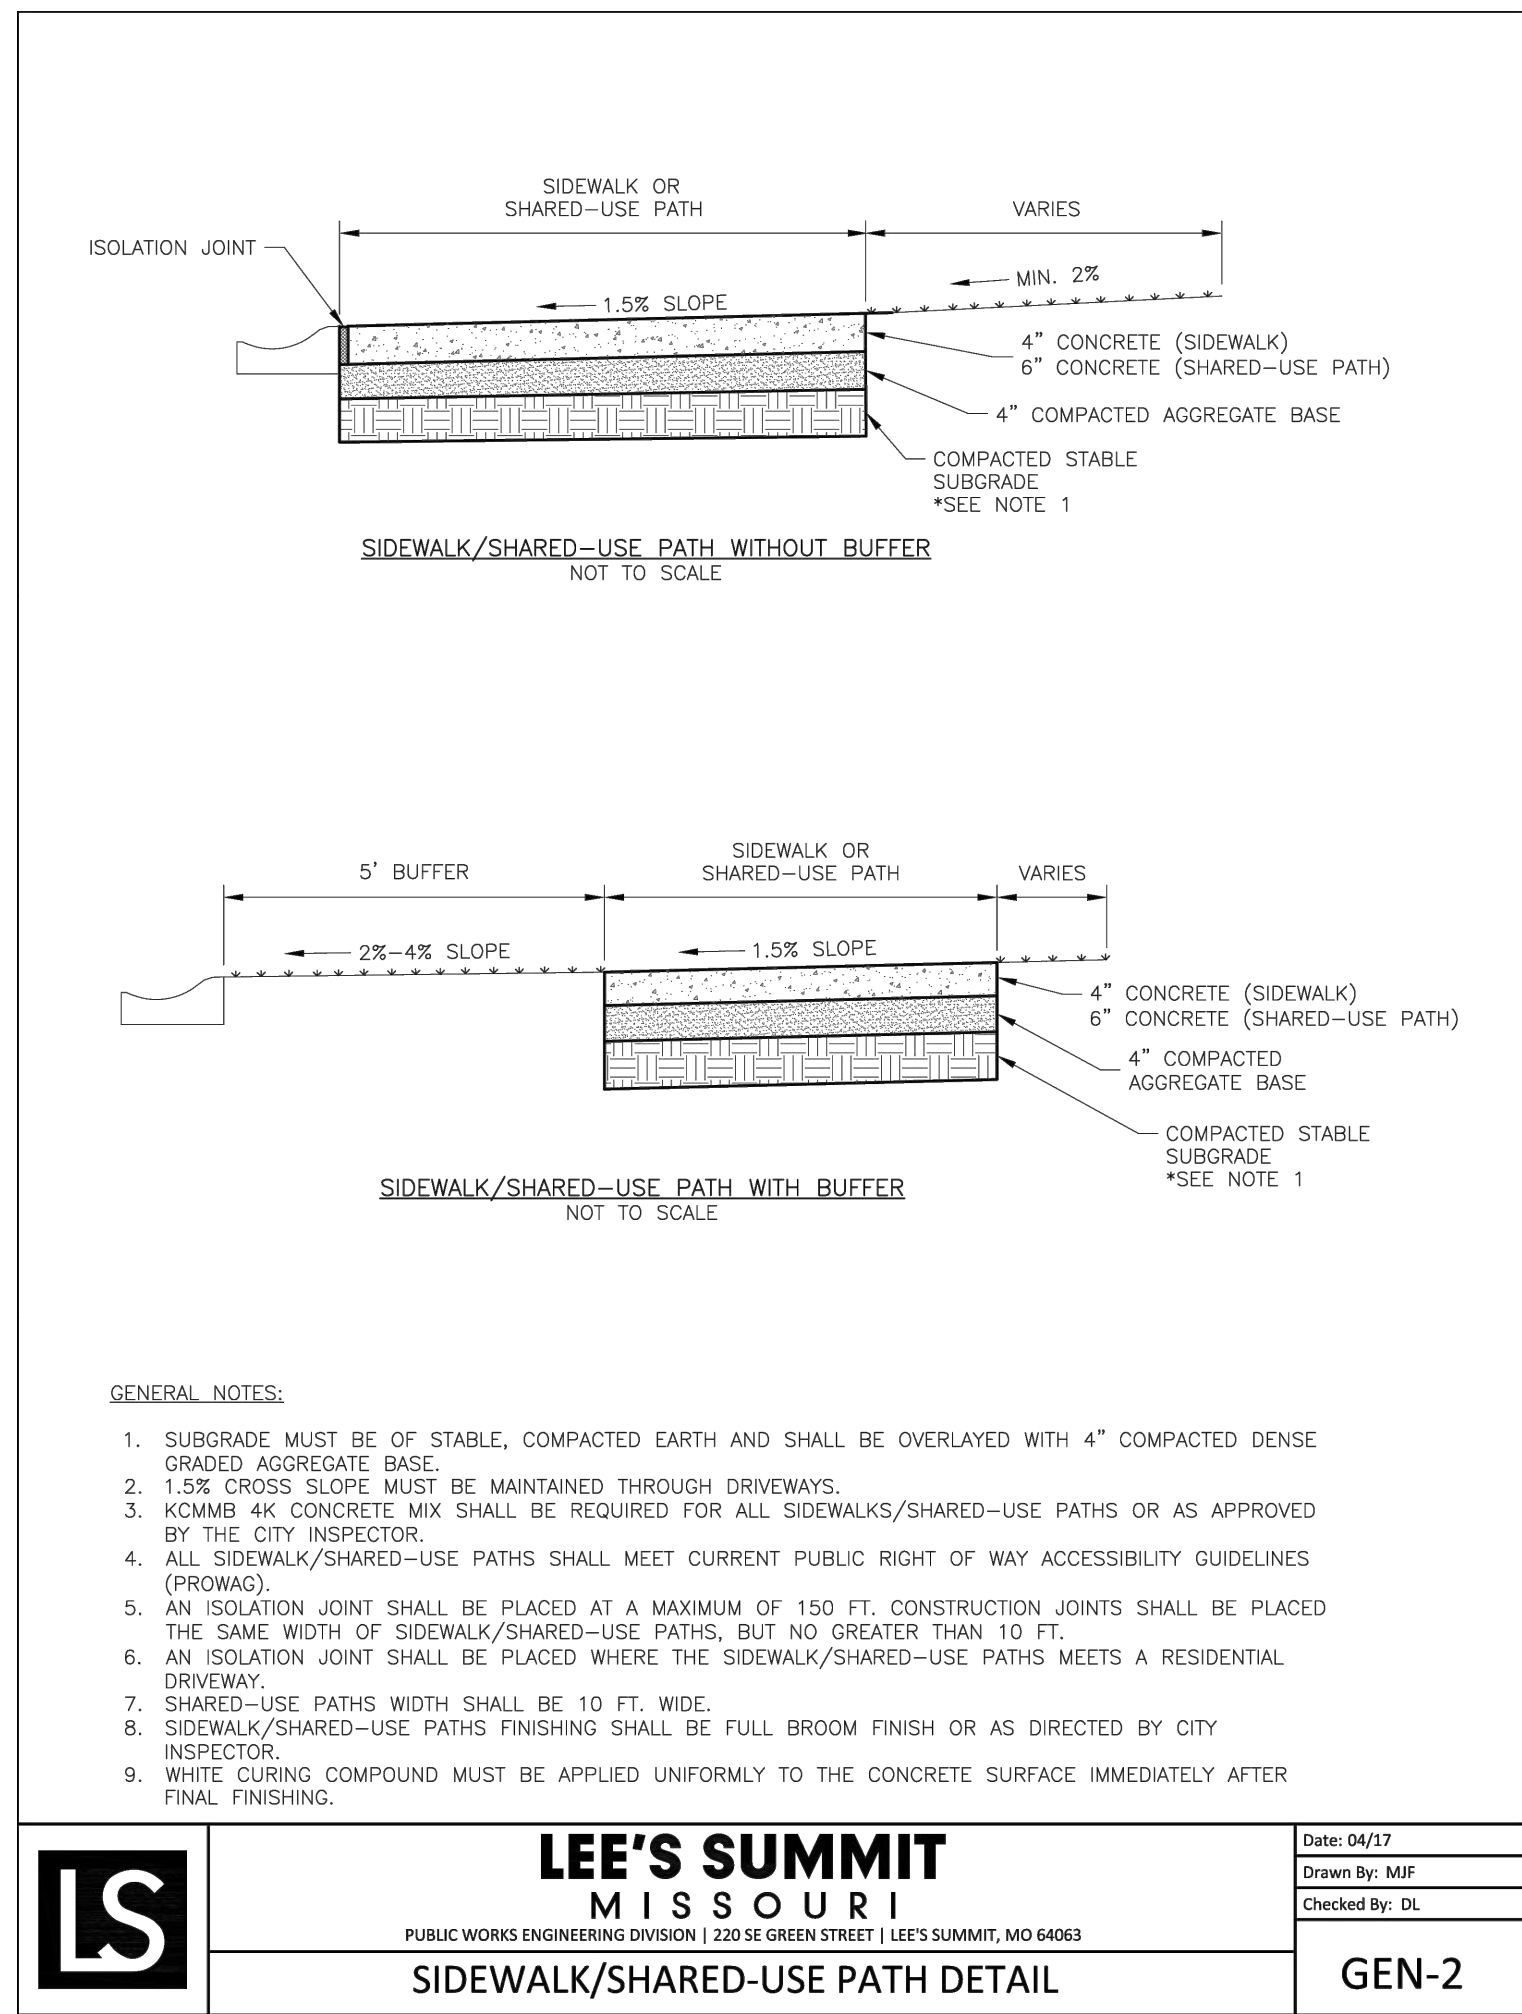 SIDEWALK OR
SHARED-USE PATH
VARIES
ISOLATION JOINT
MIN. 2%
1.5% SLOPE
4" CONCRETE (SIDEWALK)
6" CONCRETE (SHARED-USE PATH)
4" COMPACTED AGGREGATE BASE
COMPACTED STABLE
SUBGRADE
*SEE NOTE 1
SIDEWALK/SHARED-USE PATH WITHOUT BUFFER
NOT TO SCALE
5' BUFFER
SIDEWALK OR
SHARED-USE PATH
VARIES
2%-4% SLOPE
1.5% SLOPE
4" CONCRETE (SIDEWALK)
6" CONCRETE (SHARED-USE PATH)
4" COMPACTED
AGGREGATE BASE
COMPACTED STABLE
SUBGRADE
*SEE NOTE 1
SIDEWALK/SHARED-USE PATH WITH BUFFER
NOT TO SCALE
GENERAL NOTES:
1. SUBGRADE MUST BE OF STABLE, COMPACTED EARTH AND SHALL BE OVERLAYED WITH 4" COMPACTED DENSE
GRADED AGGREGATE BASE.
2. 1.5% CROSS SLOPE MUST BE MAINTAINED THROUGH DRIVEWAYS.
3. KCMMB 4K CONCRETE MIX SHALL BE REQUIRED FOR ALL SIDEWALKS/SHARED-USE PATHS OR AS APPROVED
BY THE CITY INSPECTOR.
4. ALL SIDEWALK/SHARED-USE PATHS SHALL MEET CURRENT PUBLIC RIGHT OF WAY ACCESSIBILITY GUIDELINES
(PROWAG).
5. AN ISOLATION JOINT SHALL BE PLACED AT A MAXIMUM OF 150 FT. CONSTRUCTION JOINTS SHALL BE PLACED
THE SAME WIDTH OF SIDEWALK/SHARED-USE PATHS, BUT NO GREATER THAN 10 FT.
6. AN ISOLATION JOINT SHALL BE PLACED WHERE THE SIDEWALK/SHARED-USE PATHS MEETS A RESIDENTIAL
DRIVEWAY.
7. SHARED-USE PATHS WIDTH SHALL BE 10 FT. WIDE.
8. SIDEWALK/SHARED-USE PATHS FINISHING SHALL BE FULL BROOM FINISH OR AS DIRECTED BY CITY
INSPECTOR.
9. WHITE CURING COMPOUND MUST BE APPLIED UNIFORMLY TO THE CONCRETE SURFACE IMMEDIATELY AFTER
FINAL FINISHING.
LS
LEE'S SUMMIT
MISSOURI
PUBLIC WORKS ENGINEERING DIVISION | 220 SE GREEN STREET | LEE'S SUMMIT, MO 64063
SIDEWALK/SHARED-USE PATH DETAIL
Date: 04/17
Drawn By: MJF
Checked By: DL
GEN-2